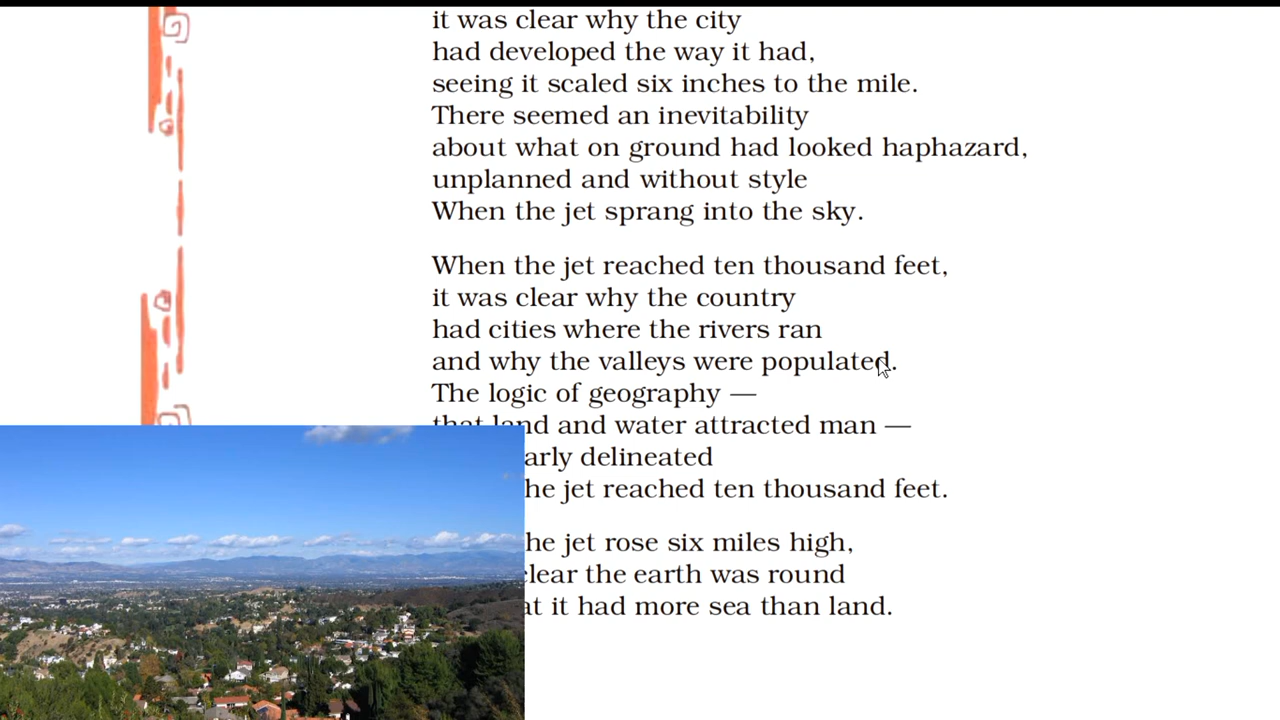 it was clear why the city
had developed the way it had,
seeing it scaled six inches to the mile.
There seemed an inevitability
about what on ground had looked haphazard,
unplanned and without style
When the jet sprang into the sky.
When the jet reached ten thousand feet,
it was clear why the country
had cities where the rivers ran
and why the valleys were populated.
The logic of geography —
that land and water attracted man —
delineated
jet reached ten thousand feet.
jet rose six miles high,
the earth was round
it had more sea than land.